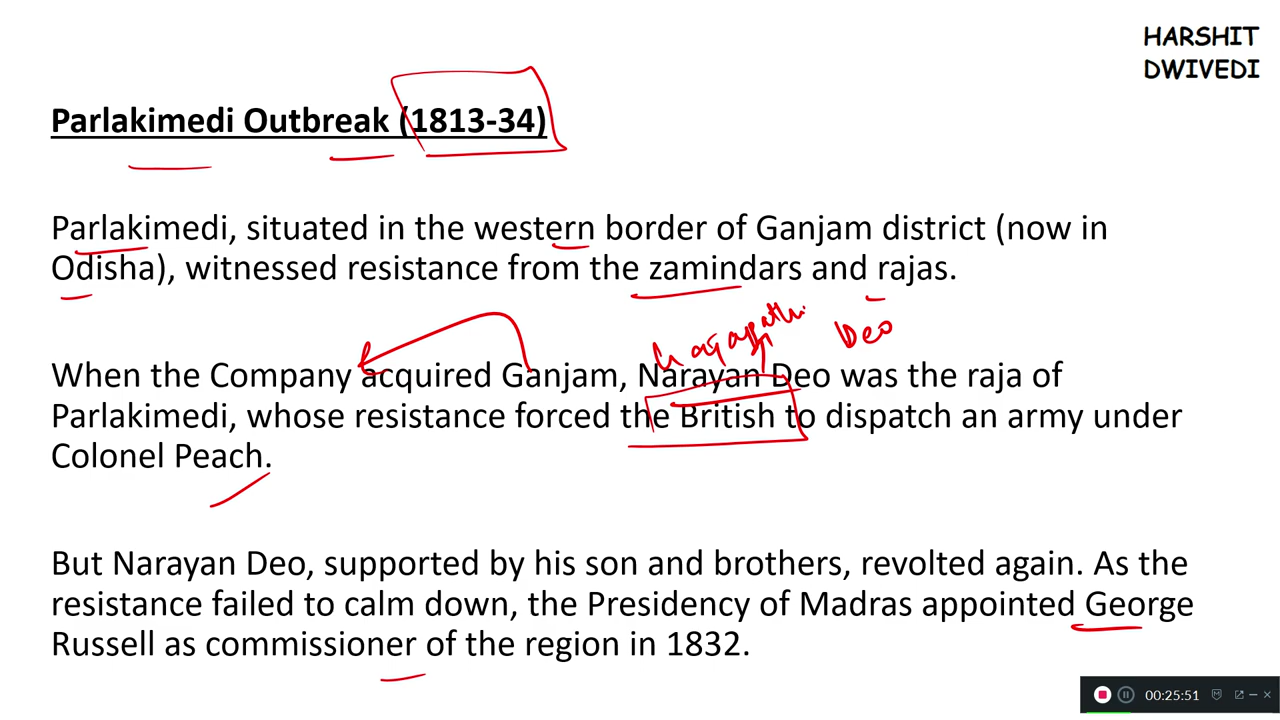 HARSHIT
DWIVEDI
Parlakimedi Outbreak (1813-34)
Parlakimedi, situated in the western border of Ganjam district (now in
Odisha), witnessed resistance from the zamindars and rajas.
Deo
When the Company acquired Ganjam, Narayan Deo was the raja of
Parlakimedi, whose resistance forced the British to dispatch an army under
Colonel Peach.
But Narayan Deo, supported by his son and brothers, revolted again. As the
resistance failed to calm down, the Presidency of Madras appointed George
Russell as commissioner of the region in 1832.
00:25:51